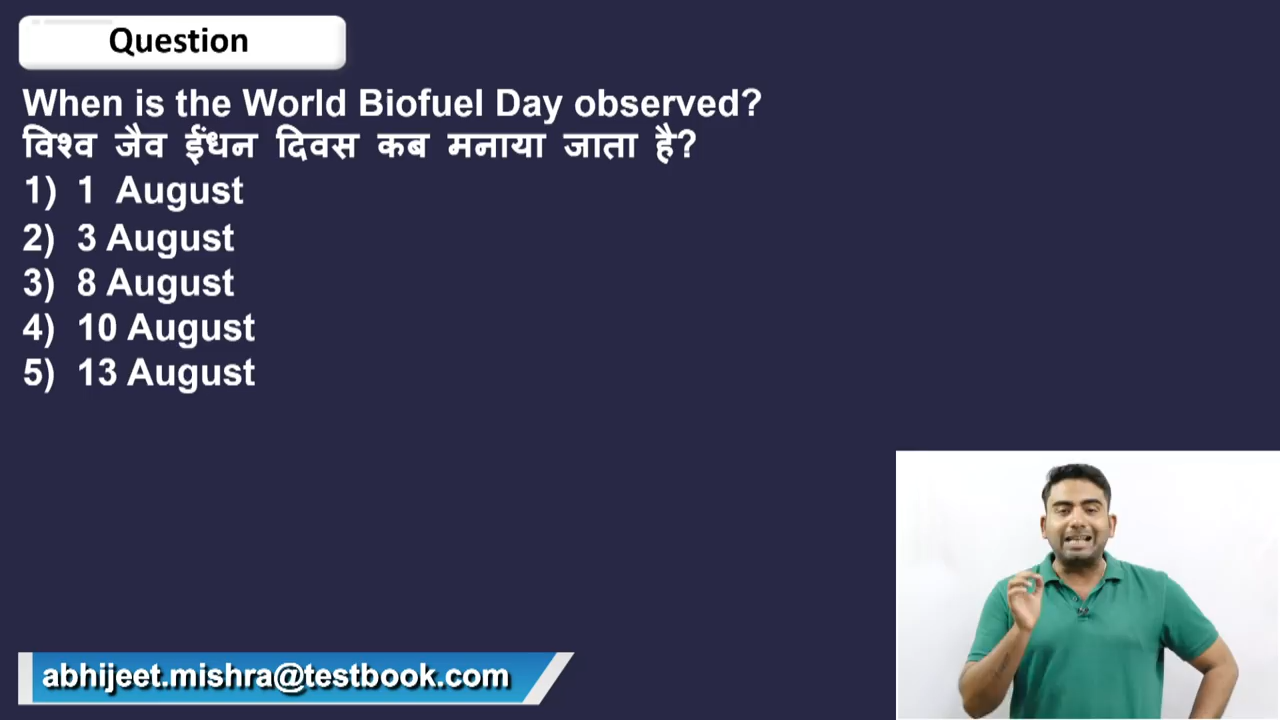 Question
When is the World Biofuel Day observed?
विश्व जैव ईंधन दिवस कब मनाया जाता है?
1) 1 August
2) 3 August
3) 8 August
4) 10 August
5) 13 August
abhijeet.mishra@testbook.com